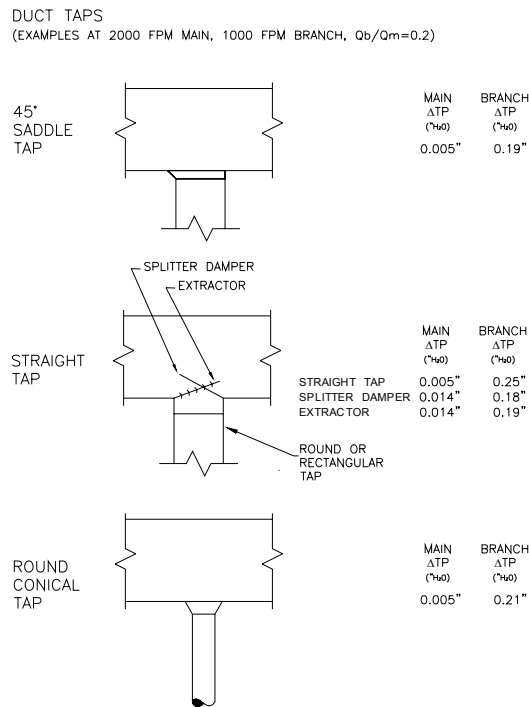 DUCT TAPS
(EXAMPLES AT 2000 FPM MAIN, 1000 FPM BRANCH, Qb/Qm=0.2)
45°
SADDLE
TAP
MAIN BRANCH
ΔTP ΔTP
("H₂O) ("H₂O)
0.005" 0.19"
SPLITTER DAMPER
EXTRACTOR
STRAIGHT
TAP
MAIN BRANCH
ΔTP ΔTP
("H₂O) ("H₂O)
STRAIGHT TAP 0.005" 0.25"
SPLITTER DAMPER 0.014" 0.18"
EXTRACTOR 0.014" 0.19"
ROUND OR
RECTANGULAR
TAP
ROUND
CONICAL
TAP
MAIN BRANCH
ΔTP ΔTP
("H₂O) ("H₂O)
0.005" 0.21"